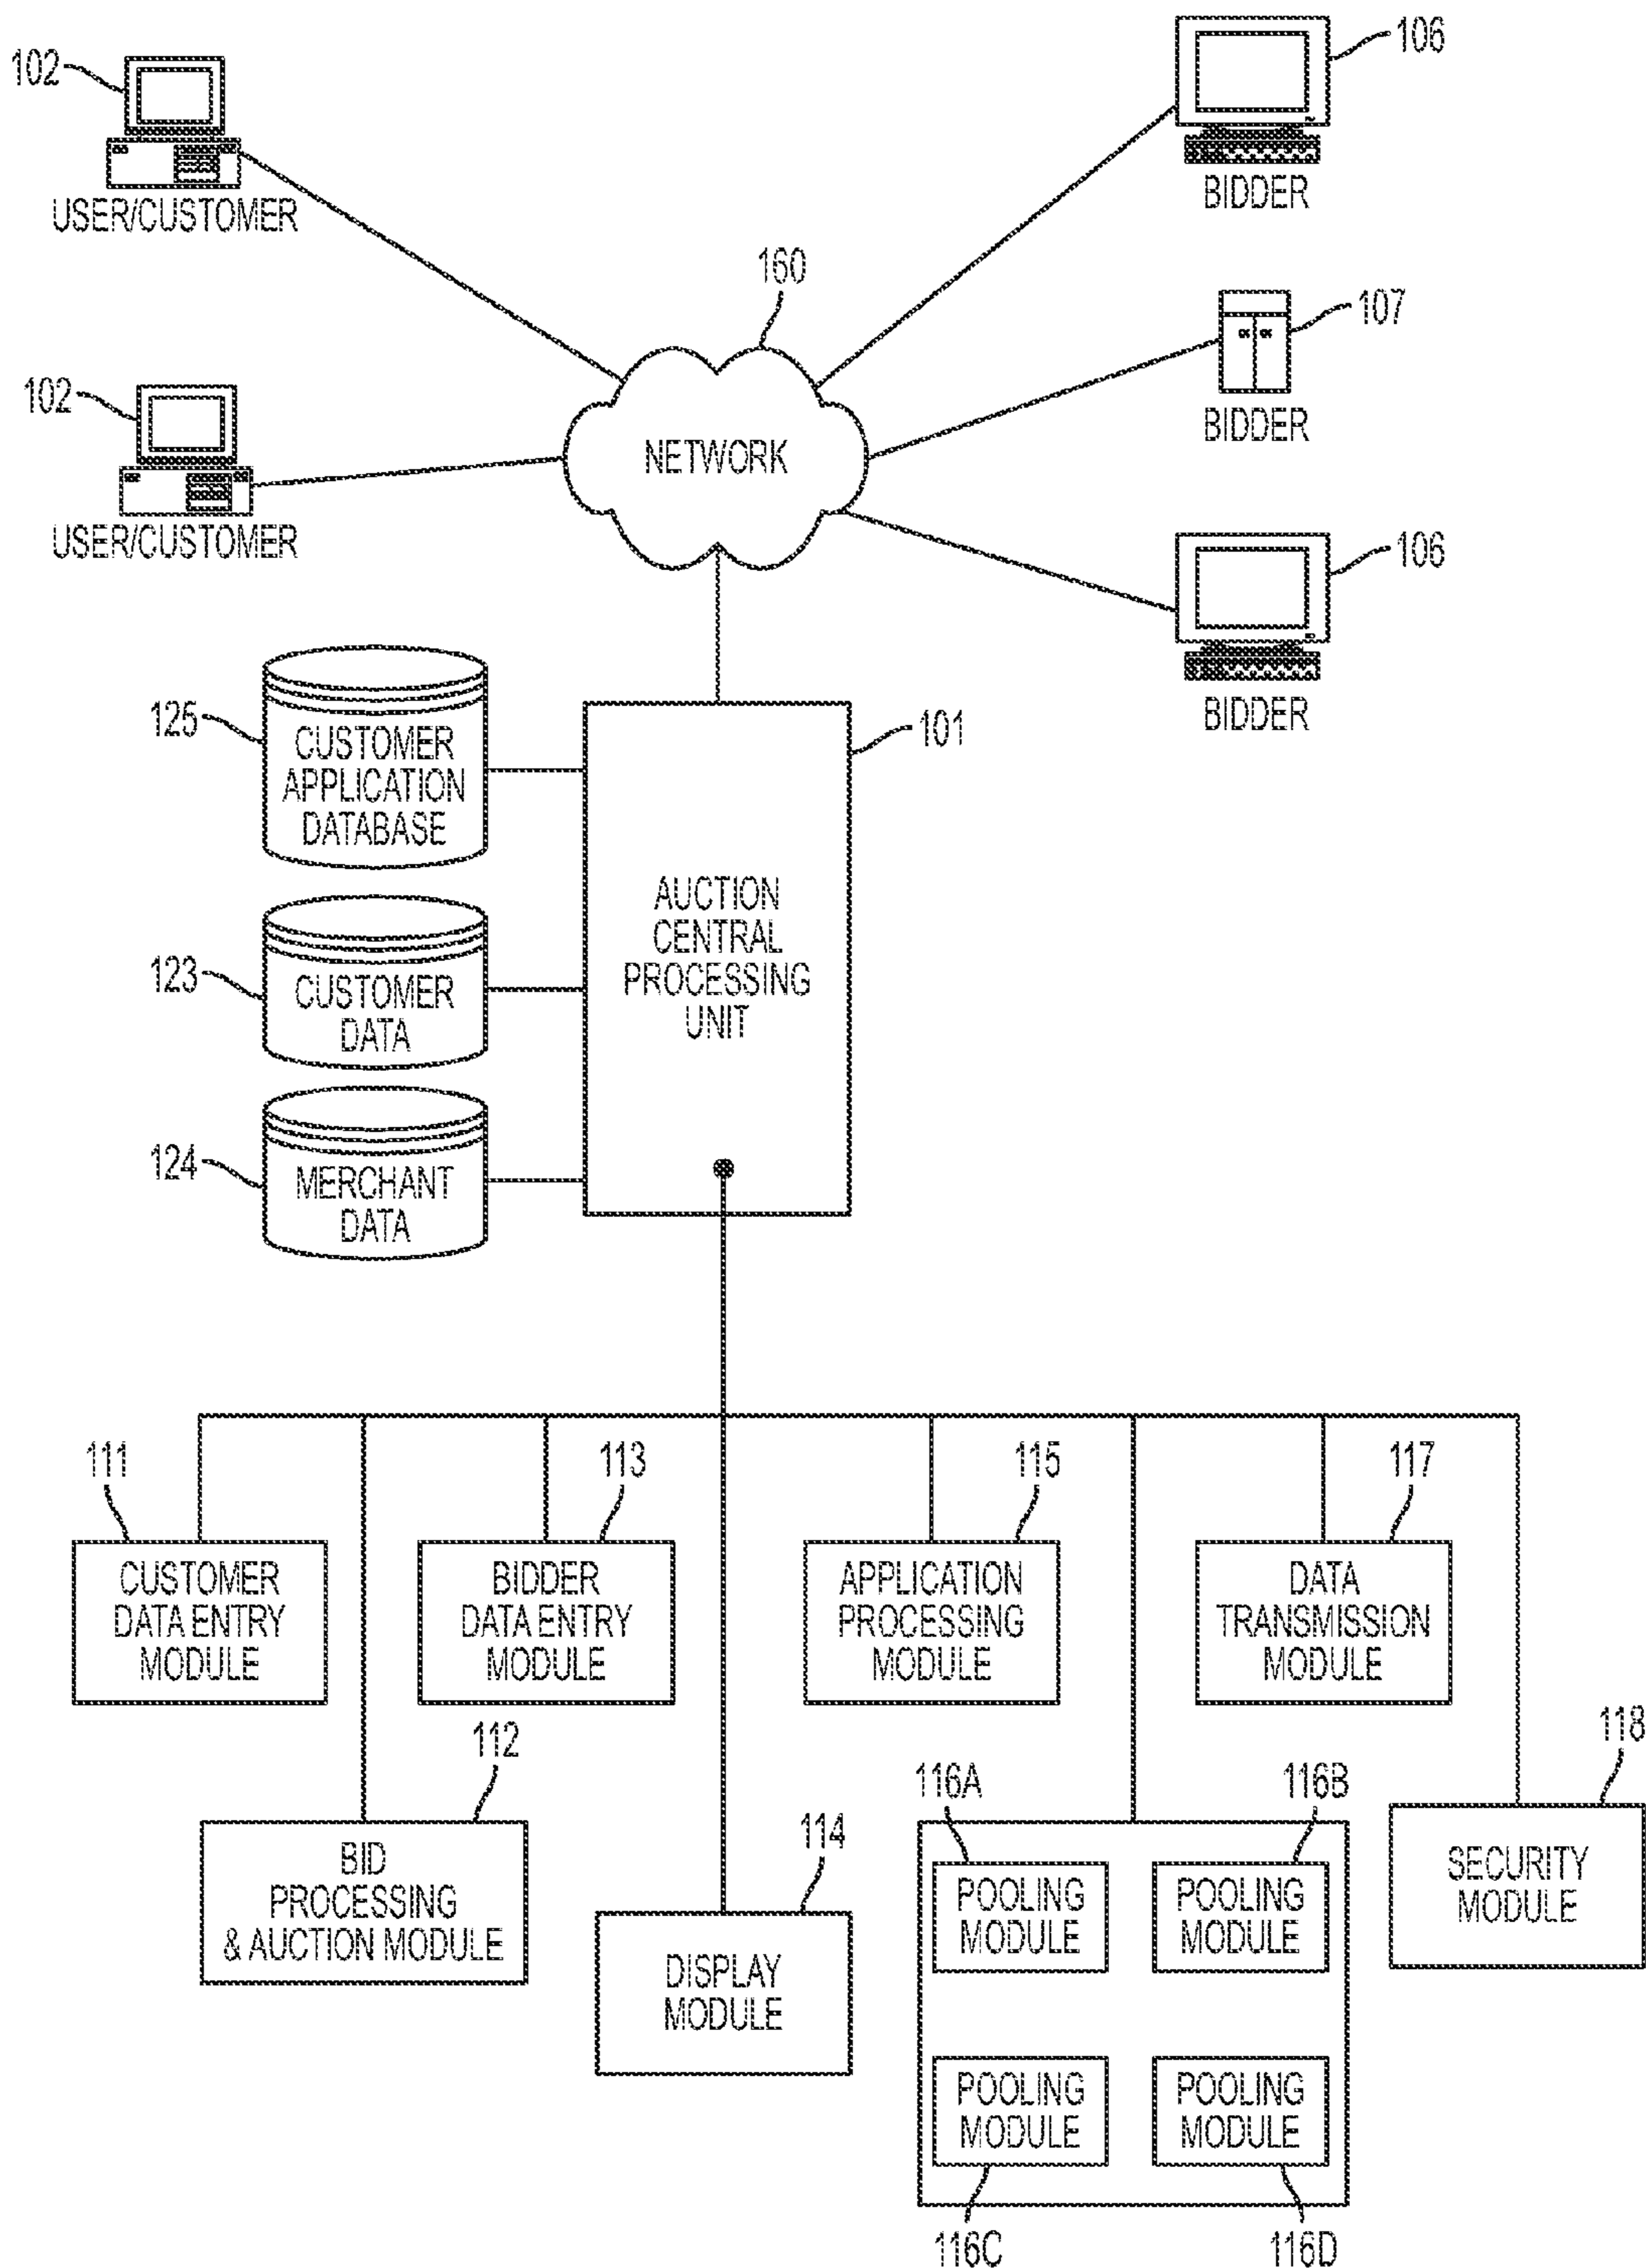 102
USER/CUSTOMER
106
BIDDER
160
107
BIDDER
102
USER/CUSTOMER
NETWORK
106
BIDDER
125
CUSTOMER
APPLICATION
DATABASE
101
AUCTION
CENTRAL
PROCESSING
UNIT
123
CUSTOMER
DATA
124
MERCHANT
DATA
111
CUSTOMER
DATA ENTRY
MODULE
113
BIDDER
DATA ENTRY
MODULE
115
APPLICATION
PROCESSING
MODULE
117
DATA
TRANSMISSION
MODULE
112
BID
PROCESSING
& AUCTION MODULE
114
DISPLAY
MODULE
116A
POOLING
MODULE
116B
POOLING
MODULE
POOLING
MODULE
116C
POOLING
MODULE
116D
118
SECURITY
MODULE